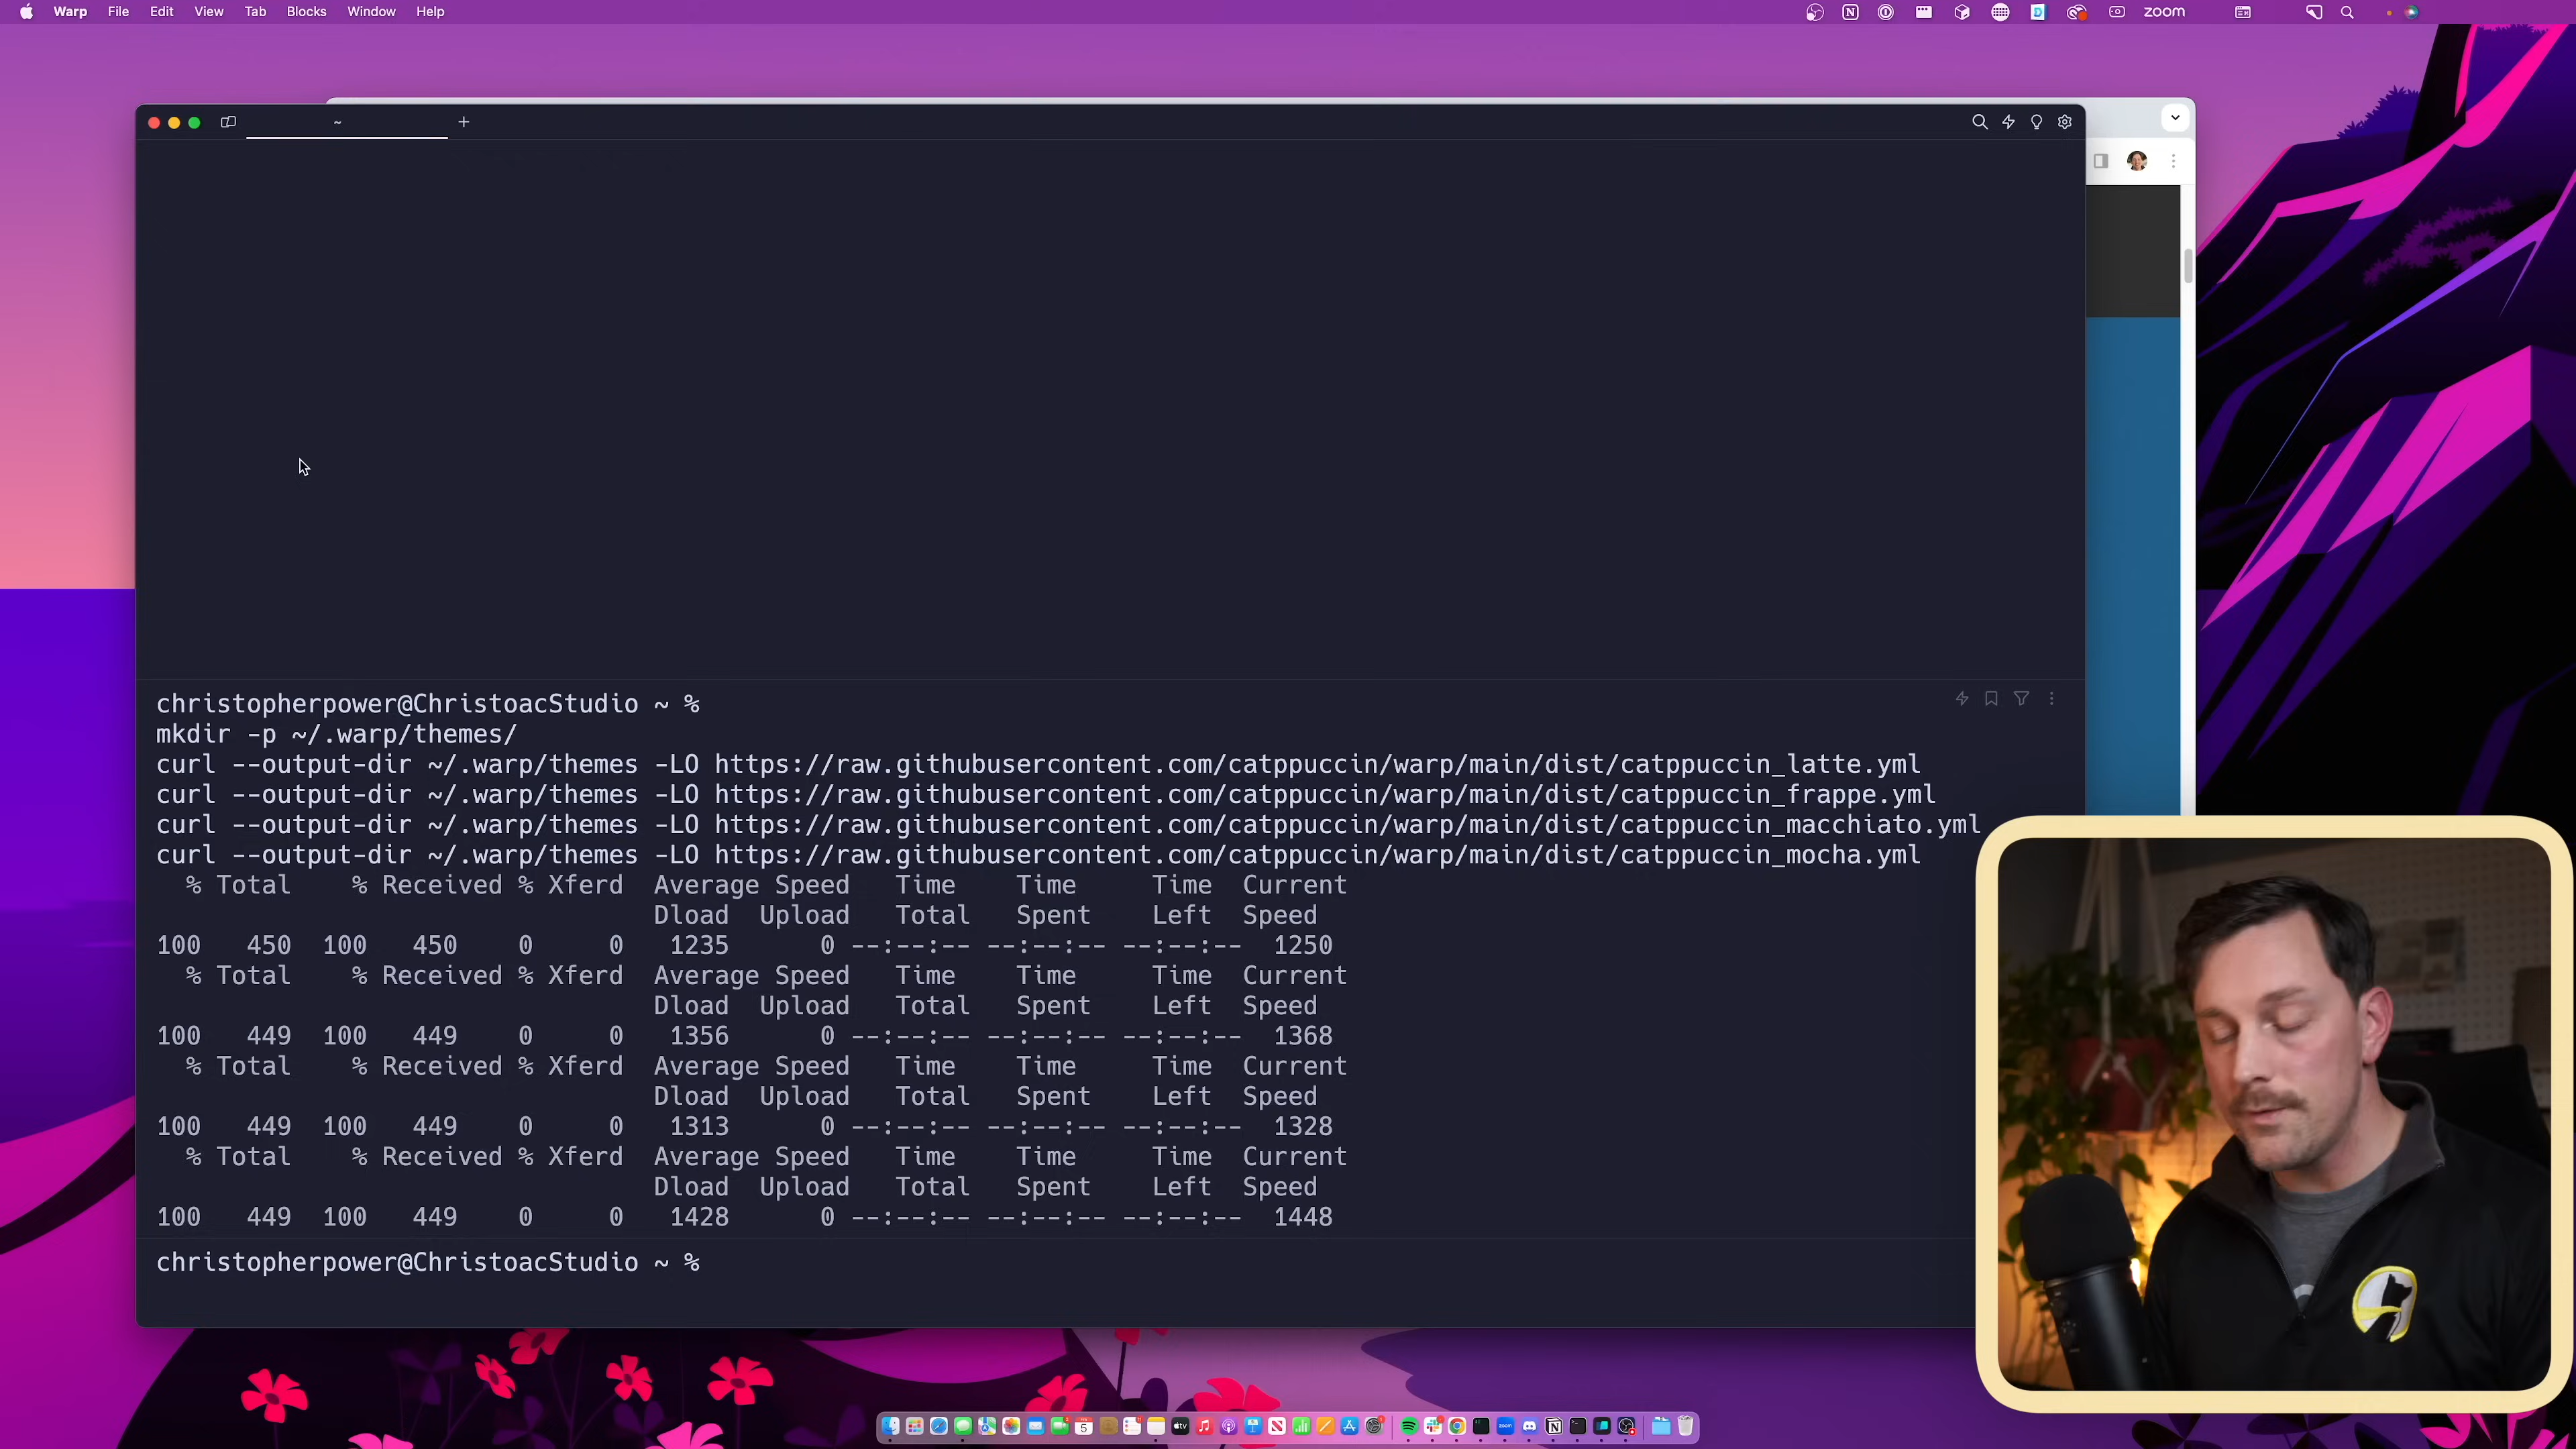 Warp File Edit View Tab Blocks Window Help
zoom
~
christopherpower@ChristoacStudio ~ %
mkdir -p ~/.warp/themes/
curl --output-dir ~/.warp/themes -LO https://raw.githubusercontent.com/catppuccin/warp/main/dist/catppuccin_latte.yml
curl --output-dir ~/.warp/themes -LO https://raw.githubusercontent.com/catppuccin/warp/main/dist/catppuccin_frappe.yml
curl --output-dir ~/.warp/themes -LO https://raw.githubusercontent.com/catppuccin/warp/main/dist/catppuccin_macchiato.yml
curl --output-dir ~/.warp/themes -LO https://raw.githubusercontent.com/catppuccin/warp/main/dist/catppuccin_mocha.yml
% Total % Received % Xferd Average Speed Time Time Time Current
Dload Upload Total Spent Left Speed
100 450 100 450 0 0 1235 0 --:--:-- --:--:-- --:--:-- 1250
% Total % Received % Xferd Average Speed Time Time Time Current
Dload Upload Total Spent Left Speed
100 449 100 449 0 0 1356 0 --:--:-- --:--:-- --:--:-- 1368
% Total % Received % Xferd Average Speed Time Time Time Current
Dload Upload Total Spent Left Speed
100 449 100 449 0 0 1313 0 --:--:-- --:--:-- --:--:-- 1328
% Total % Received % Xferd Average Speed Time Time Time Current
Dload Upload Total Spent Left Speed
100 449 100 449 0 0 1428 0 --:--:-- --:--:-- --:--:-- 1448
christopherpower@ChristoacStudio ~ %